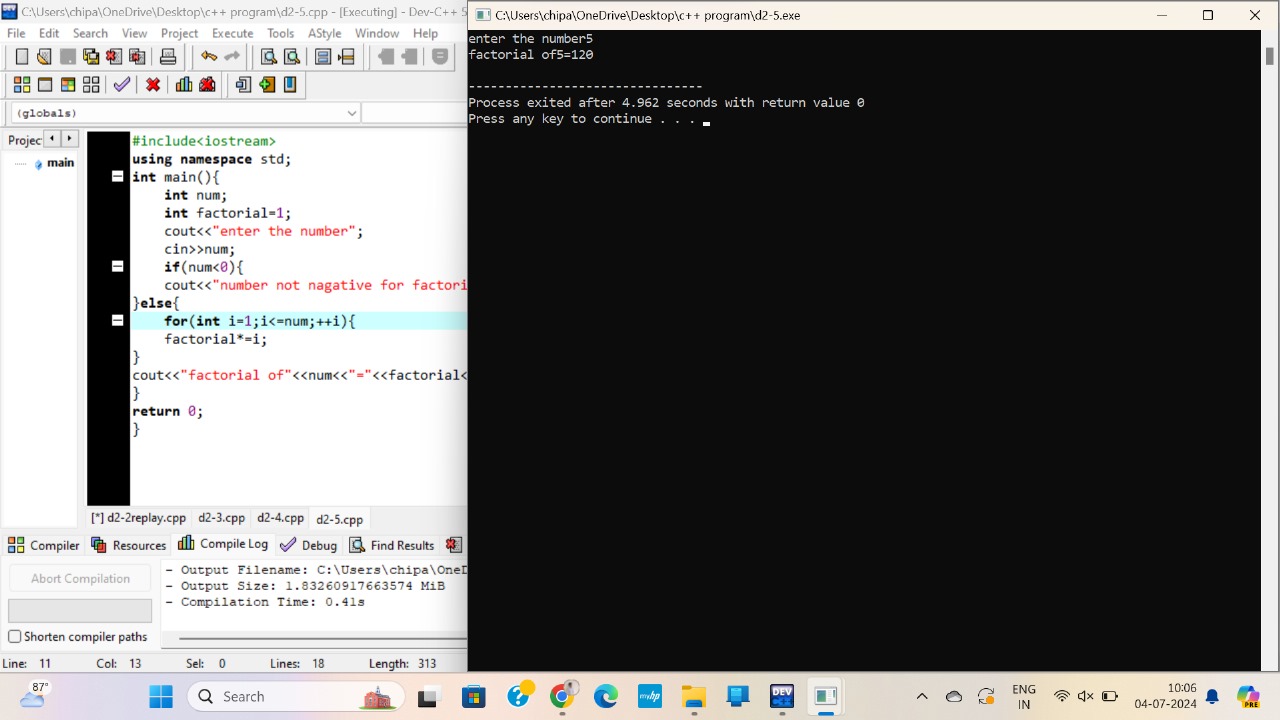 C:\Users\chipa\OneDrive\Desktop\c++ program\d2-5.cpp - [Executing] - Dev-C++ 5
File Edit Search View Project Execute Tools AStyle Window Help
(globals)
Projec
main
#include<iostream>
using namespace std;
int main(){
int num;
int factorial=1;
cout<<"enter the number";
cin>>num;
if(num<0){
cout<<"number not nagative for factori
}else{
for(int i=1;i<=num;++i){
factorial*=i;
}
cout<<"factorial of"<<num<<"="<<factorial<
}
return 0;
}
[*] d2-2replay.cpp d2-3.cpp d2-4.cpp d2-5.cpp
Compiler Resources Compile Log Debug Find Results
Abort Compilation
Shorten compiler paths
- Output Filename: C:\Users\chipa\OneD
- Output Size: 1.83260917663574 MiB
- Compilation Time: 0.41s
Line: 11 Col: 13 Sel: 0 Lines: 18 Length: 313
C:\Users\chipa\OneDrive\Desktop\c++ program\d2-5.exe
enter the number5
factorial of5=120
--------------------------------
Process exited after 4.962 seconds with return value 0
Press any key to continue . . .
87°
Search
myhp
DEV
ENG
IN
10:06
04-07-2024
PRE